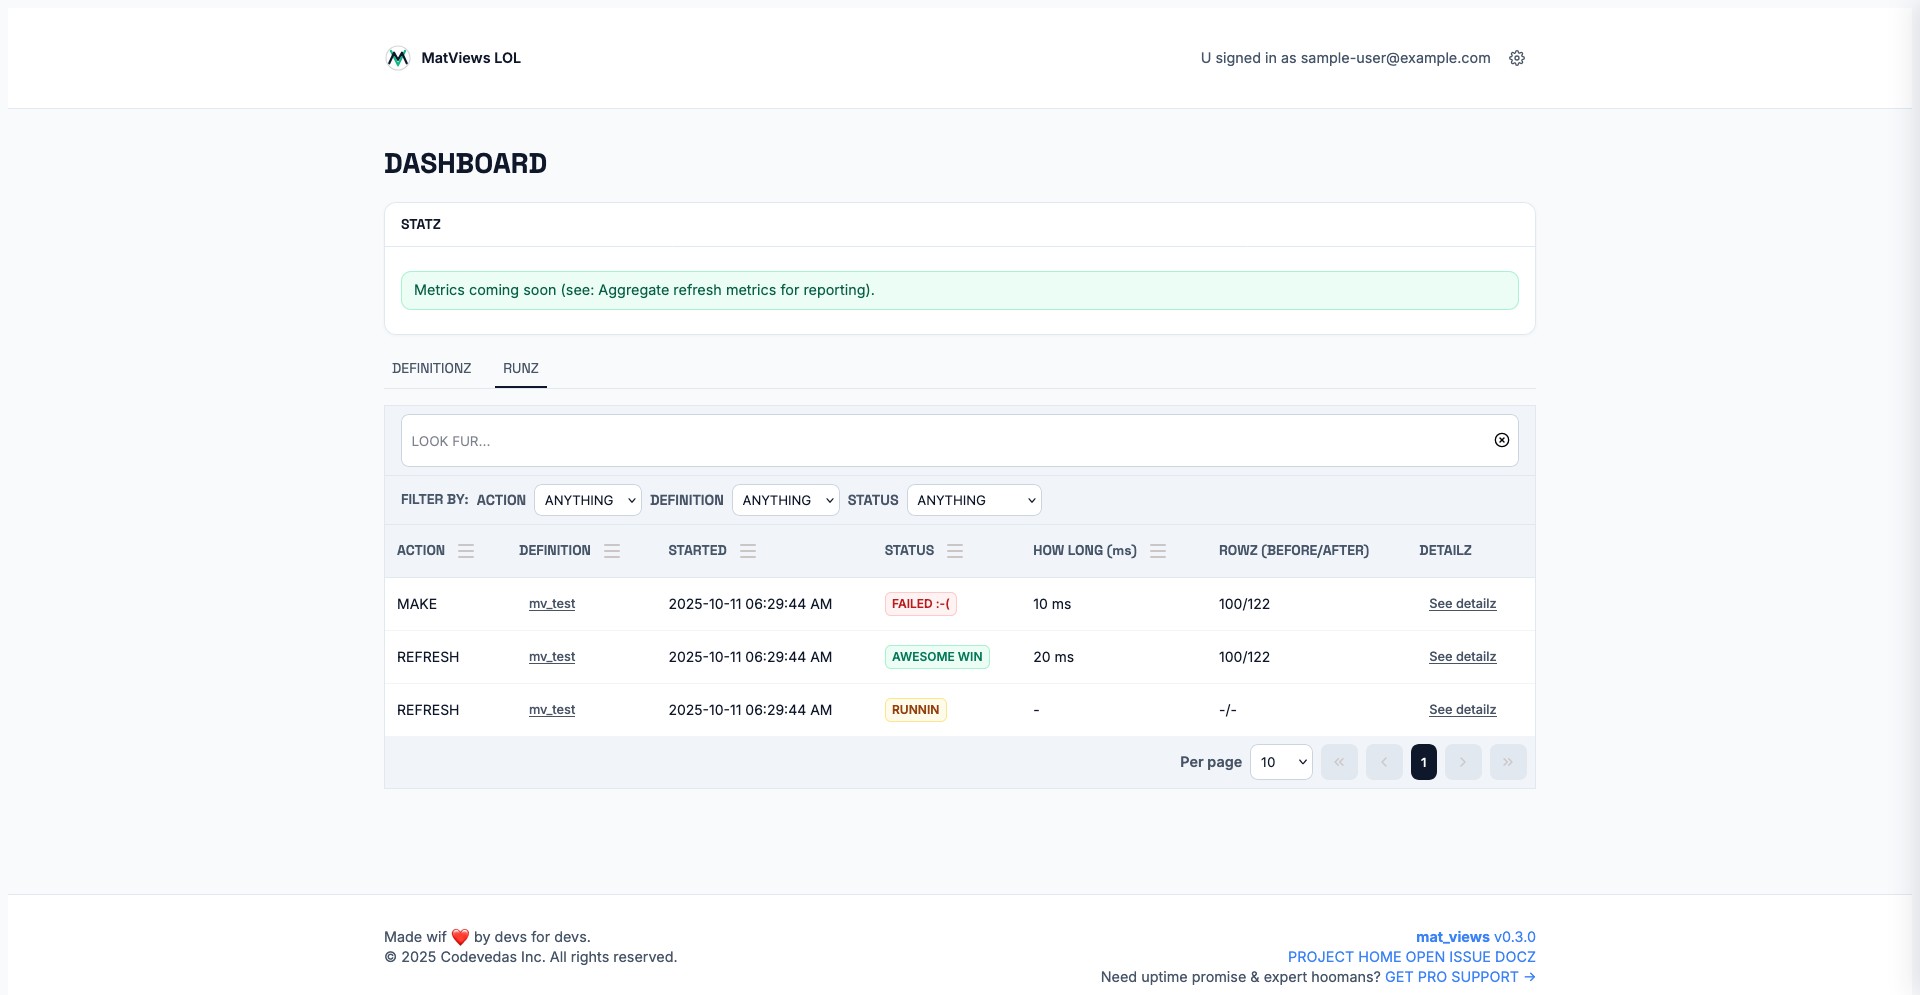 MatViews LOL
U signed in as sample-user@example.com
DASHBOARD
STATZ
Metrics coming soon (see: Aggregate refresh metrics for reporting).
DEFINITIONZ RUNZ
LOOK FUR...
FILTER BY: ACTION ANYTHING DEFINITION ANYTHING STATUS ANYTHING
ACTION DEFINITION STARTED STATUS HOW LONG (ms) ROWZ (BEFORE/AFTER) DETAILZ
MAKE mv_test 2025-10-11 06:29:44 AM FAILED :-( 10 ms 100/122 See detailz
REFRESH mv_test 2025-10-11 06:29:44 AM AWESOME WIN 20 ms 100/122 See detailz
REFRESH mv_test 2025-10-11 06:29:44 AM RUNNIN - -/- See detailz
Per page 10 « ‹ 1 › »
Made wif ❤️ by devs for devs.
© 2025 Codevedas Inc. All rights reserved.
mat_views v0.3.0
PROJECT HOME OPEN ISSUE DOCZ
Need uptime promise & expert hoomans? GET PRO SUPPORT →